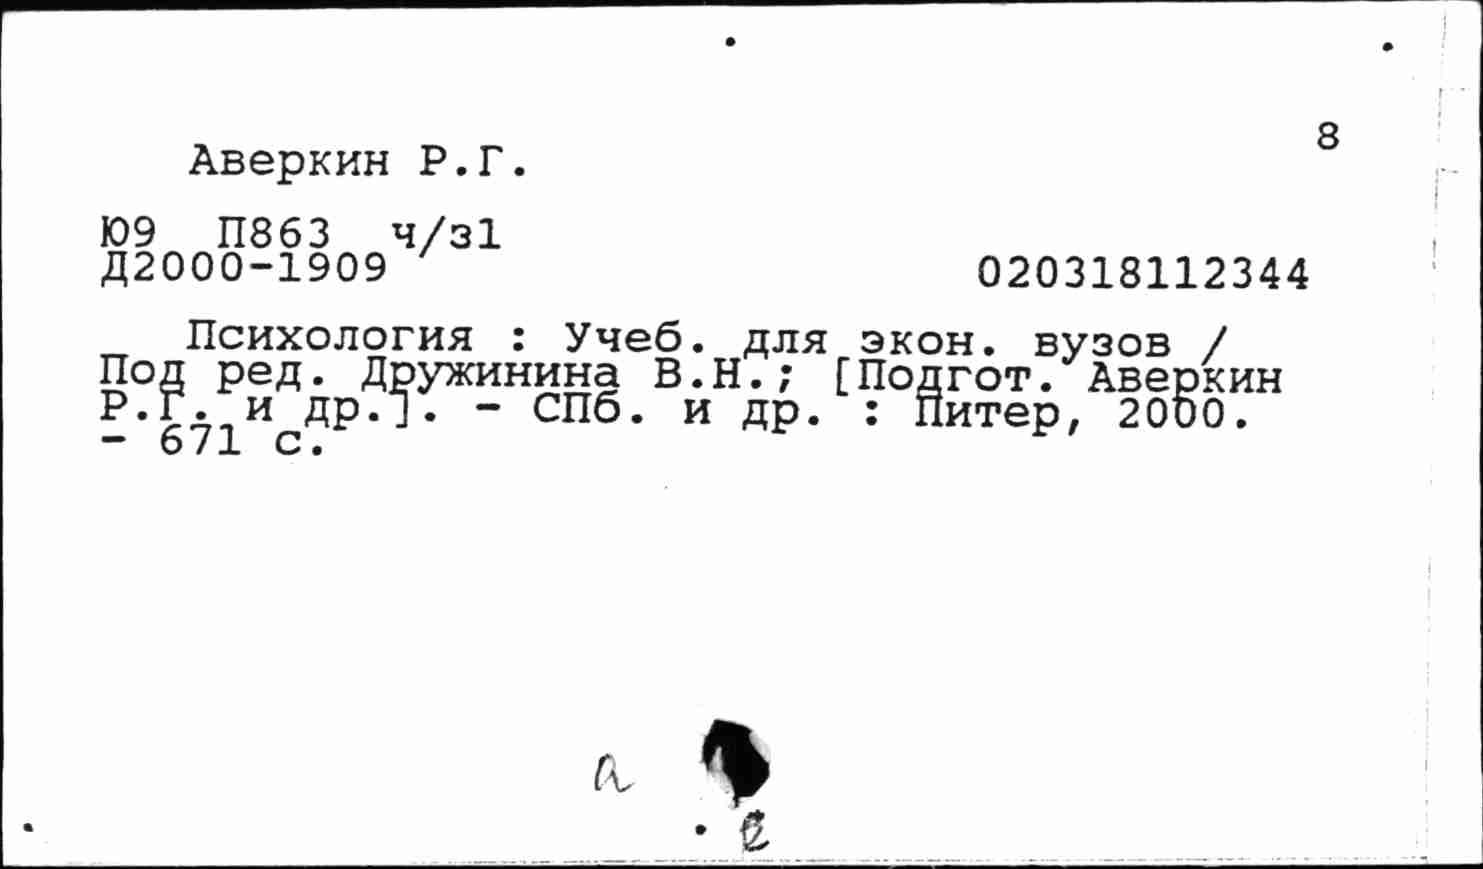 8
Аверкин Р.Г.
Ю9 П863 ч/з1
Д2000-1909
020318112344
Психология : Учеб. для экон. вузов /
Под ред. Дружинина В.Н.; [Подгот. Аверкин
Р.Г. и др.]. - СПб. и др. : Питер, 2000.
- 671 с.
а